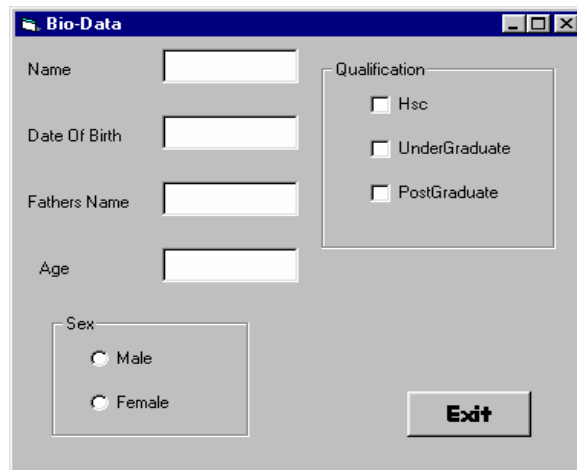 Bio-Data
Name
Date Of Birth
Fathers Name
Age
Qualification
Hsc
UnderGraduate
PostGraduate
Sex
Male
Female
Exit